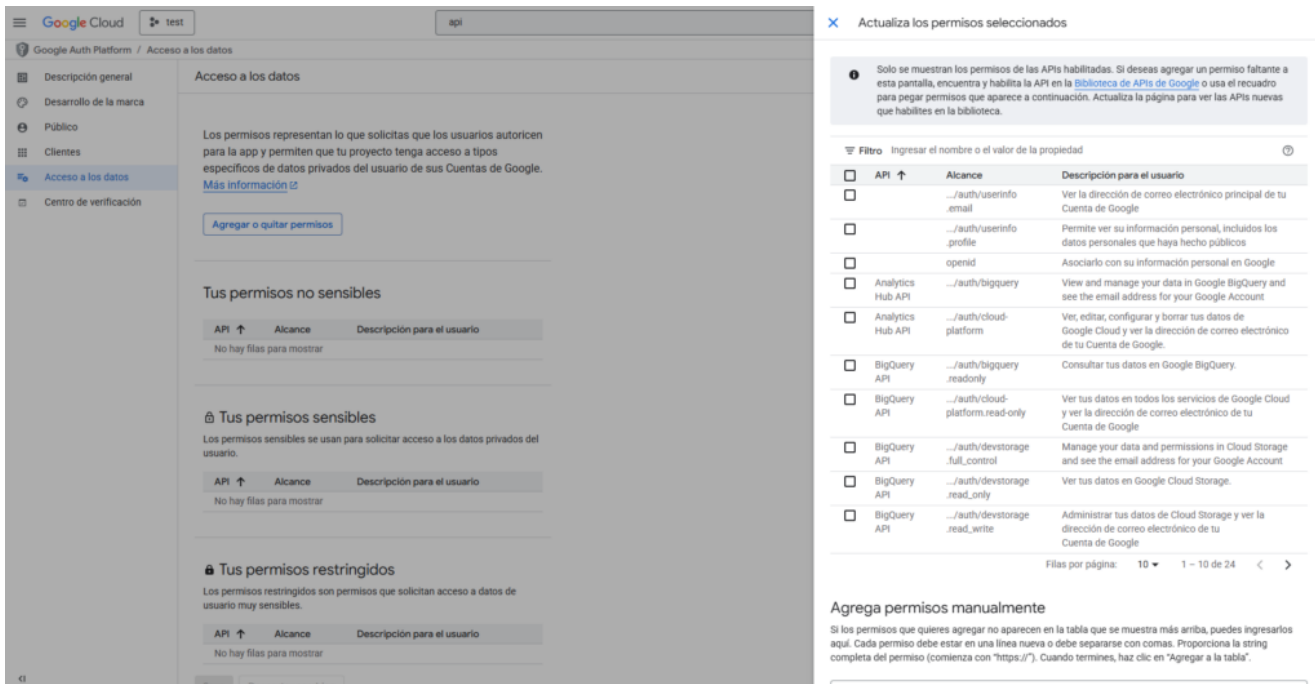 Google Cloud
test
api
Google Auth Platform / Acceso a los datos
Descripción general
Desarrollo de la marca
Público
Clientes
Acceso a los datos
Centro de verificación
Acceso a los datos
Los permisos representan lo que solicitas que los usuarios autoricen
para la app y permiten que tu proyecto tenga acceso a tipos
específicos de datos privados del usuario de sus Cuentas de Google.
Más información
Agregar o quitar permisos
Tus permisos no sensibles
API Alcance Descripción para el usuario
No hay filas para mostrar
Tus permisos sensibles
Los permisos sensibles se usan para solicitar acceso a los datos privados del
usuario.
API Alcance Descripción para el usuario
No hay filas para mostrar
Tus permisos restringidos
Los permisos restringidos son permisos que solicitan acceso a datos de
usuario muy sensibles.
API Alcance Descripción para el usuario
No hay filas para mostrar
Actualiza los permisos seleccionados
Solo se muestran los permisos de las APIs habilitadas. Si deseas agregar un permiso faltante a
esta pantalla, encuentra y habilita la API en la Biblioteca de APIs de Google o usa el recuadro
para pegar permisos que aparece a continuación. Actualiza la página para ver las APIs nuevas
que habilites en la biblioteca.
Filtro Ingresar el nombre o el valor de la propiedad
API Alcance Descripción para el usuario
.../auth/userinfo Ver la dirección de correo electrónico principal de tu
.email Cuenta de Google
.../auth/userinfo Permite ver su información personal, incluidos los
.profile datos personales que haya hecho públicos
openid Asociarlo con su información personal en Google
Analytics .../auth/bigquery View and manage your data in Google BigQuery and
Hub API see the email address for your Google Account
Analytics .../auth/cloud- Ver, editar, configurar y borrar tus datos de
Hub API platform Google Cloud y ver la dirección de correo electrónico
de tu Cuenta de Google.
BigQuery .../auth/bigquery Consultar tus datos en Google BigQuery.
API .readonly
BigQuery .../auth/cloud- Ver tus datos en todos los servicios de Google Cloud
API platform.read-only y ver la dirección de correo electrónico de tu
Cuenta de Google
BigQuery .../auth/devstorage Manage your data and permissions in Cloud Storage
API .full_control and see the email address for your Google Account
BigQuery .../auth/devstorage Ver tus datos en Google Cloud Storage.
API .read_only
BigQuery .../auth/devstorage Administrar tus datos de Cloud Storage y ver la
API .read_write dirección de correo electrónico de tu
Cuenta de Google
Filas por página: 10 1 – 10 de 24
Agrega permisos manualmente
Si los permisos que quieres agregar no aparecen en la tabla que se muestra más arriba, puedes ingresarlos
aquí. Cada permiso debe estar en una línea nueva o debe separarse con comas. Proporciona la string
completa del permiso (comienza con “https://”). Cuando termines, haz clic en “Agregar a la tabla”.